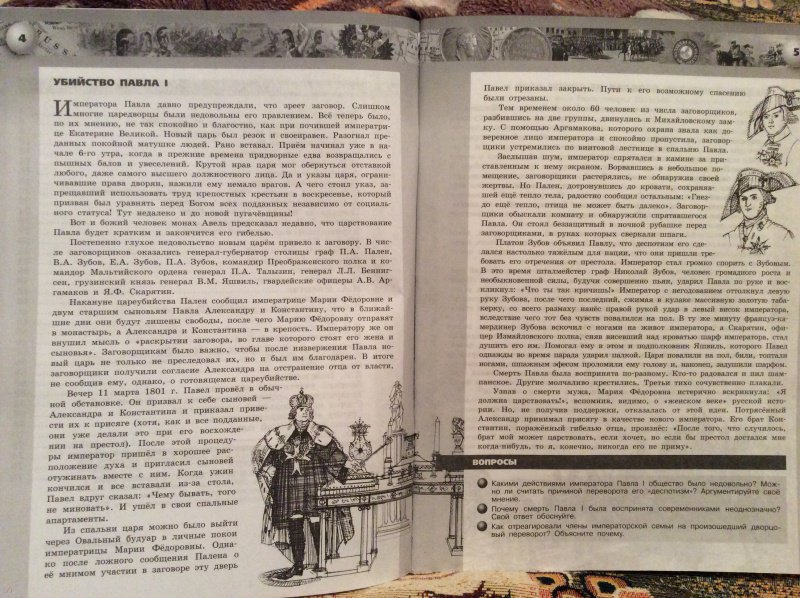 4
УБИЙСТВО ПАВЛА I
Императора Павла давно предупреждали, что зреет заговор. Слишком
многие царедворцы были недовольны его правлением. Всё теперь было,
по их мнению, не так спокойно и благостно, как при почившей императри-
це Екатерине Великой. Новый царь был резок и своенравен. Разогнал пре-
данных покойной матушке людей. Рано вставал. Приём начинал уже в на-
чале 6-го утра, когда в прежние времена придворные едва возвращались с
пышных балов и увеселений. Крутой нрав царя мог обернуться отставкой
любого, даже самого высшего должностного лица. Да и указы царя, ограни-
чивавшие права дворян, нажили ему немало врагов. А чего стоил указ, за-
прещавший использовать труд крепостных крестьян в воскресенье, который
призван был уравнять перед Богом всех подданных независимо от социаль-
ного статуса! Тут недалеко и до новой пугачёвщины!
Вот и божий человек монах Авель предсказал недавно, что царствование
Павла будет кратким и закончится его гибелью.
Постепенно глухое недовольство новым царём привело к заговору. В чис-
ле заговорщиков оказались генерал-губернатор столицы граф П.А. Пален,
В.А. Зубов, Е.А. Зубов, П.А. Зубов, командир Преображенского полка и ко-
мандор Мальтийского ордена генерал П.А. Талызин, генерал Л.Л. Бенниг-
сен, грузинский князь генерал В.М. Яшвиль, гвардейские офицеры А.В. Ар-
гамаков и Я.Ф. Скарятин.
Накануне цареубийства Пален сообщил императрице Марии Фёдоровне и
двум старшим сыновьям Павла Александру и Константину, что в ближай-
шие дни они будут лишены свободы, после чего Марию Фёдоровну отправят
в монастырь, а Александра и Константина — в крепость. Императору же он
внушил мысль о «раскрытии заговора, во главе которого стоят его жена и
сыновья». Заговорщикам было важно, чтобы после низвержения Павла но-
вый царь не только не преследовал их, но и был им благодарен. В итоге
заговорщики получили согласие Александра на отстранение отца от власти,
не сообщив ему, однако, о готовящемся цареубийстве.
Вечер 11 марта 1801 г. Павел провёл в обыч-
ной обстановке. Он призвал к себе сыновей —
Александра и Константина и приказал приве-
сти их к присяге (хотя, как и все подданные,
они уже делали это при его восхожде-
нии на престол). После этой процеду-
ры император пришёл в хорошее рас-
положение духа и пригласил сыновей
отужинать вместе с ним. Когда ужин
кончился и все вставали из-за стола,
Павел вдруг сказал: «Чему бывать, того
не миновать». И ушёл в свои спальные
апартаменты.
Из спальни царя можно было выйти
через Овальный будуар в личные покои
императрицы Марии Фёдоровны. Одна-
ко после ложного сообщения Палена о
её мнимом участии в заговоре эту дверь
5
Павел приказал закрыть. Пути к его возможному спасению
были отрезаны.
Тем временем около 60 человек из числа заговорщиков,
разбившись на две группы, двинулись к Михайловскому зам-
ку. С помощью Аргамакова, которого охрана знала как до-
веренное лицо императора и спокойно пропустила, заговор-
щики устремились по винтовой лестнице в спальню Павла.
Заслышав шум, император спрятался в камине за при-
ставленным к нему экраном. Ворвавшись в небольшое по-
мещение, заговорщики растерялись, не обнаружив своей
жертвы. Но Пален, дотронувшись до кровати, сохраняв-
шей ещё тепло тела, радостно сообщил остальным: «Гнез-
до ещё тепло, птица не может быть далеко». Заговор-
щики обыскали комнату и обнаружили спрятавшегося
Павла. Он стоял беззащитный в ночной рубашке перед
заговорщиками, в руках которых сверкали шпаги.
Платон Зубов объявил Павлу, что деспотизм его сде-
лался настолько тяжёлым для нации, что они пришли тре-
бовать его отречения от престола. Император стал громко спорить с Зубовым.
В это время шталмейстер граф Николай Зубов, человек громадного роста и
необыкновенной силы, будучи совершенно пьян, ударил Павла по руке и вос-
кликнул: «Что ты так кричишь!» Император с негодованием оттолкнул левую
руку Зубова, после чего последний, сжимая в кулаке массивную золотую таба-
керку, со всего размаху нанёс правой рукой удар в левый висок императора,
вследствие чего тот без чувств повалился на пол. В ту же минуту француз-ка-
мердинер Зубова вскочил с ногами на живот императора, а Скарятин, офи-
цер Измайловского полка, сняв висевший над кроватью шарф императора, стал
душить его им. Помогал ему в этом и подполковник Яшвиль, которого Павел
однажды во время парада ударил палкой. Царя повалили на пол, били, топтали
ногами, шпажным эфесом проломили ему голову и, наконец, задушили шарфом.
Смерть Павла была воспринята по-разному. Кто-то радовался и пил шам-
панское. Другие молчаливо крестились. Третьи тихо сочувственно плакали.
Узнав о смерти мужа, Мария Фёдоровна истерично вскрикнула: «Я
должна царствовать!», вспомнив, видимо, о «женском веке» русской исто-
рии. Но, не получив поддержки, отказалась от этой идеи. Потрясённый
Александр принимал присягу в качестве нового императора. Его брат Кон-
стантин, поражённый гибелью отца, произнёс: «После того, что случилось,
брат мой может царствовать, если хочет, но если бы престол достался мне
когда-нибудь, то я, конечно, никогда его не приму».
ВОПРОСЫ
Какими действиями императора Павла I общество было недовольно? Мож-
но ли считать причиной переворота его «деспотизм»? Аргументируйте своё
мнение.
Почему смерть Павла I была воспринята современниками неоднозначно?
Свой ответ обоснуйте.
Как отреагировали члены императорской семьи на произошедший дворцо-
вый переворот? Объясните почему.